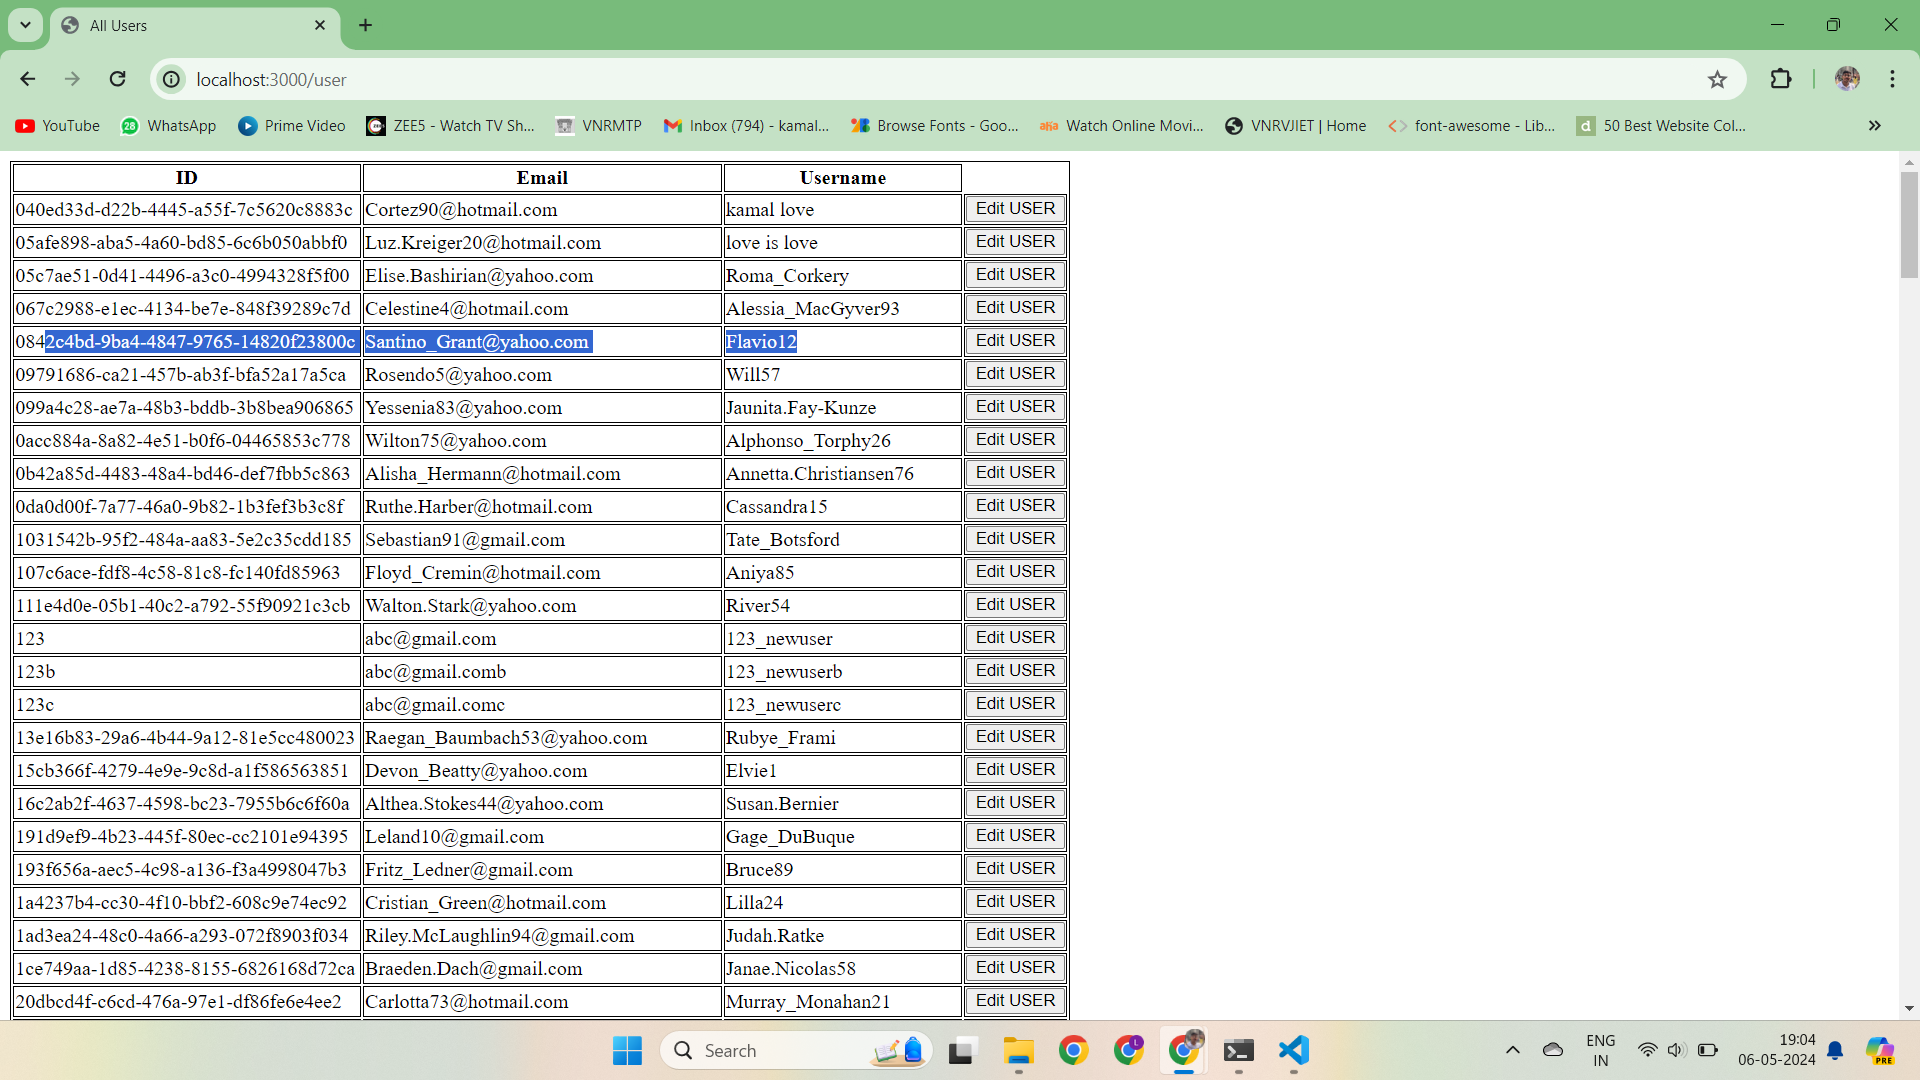 All Users
localhost:3000/user
YouTube WhatsApp Prime Video ZEE5 - Watch TV Sh... VNRMTP Inbox (794) - kamal... Browse Fonts - Goo... aha Watch Online Movi... VNRVJIET | Home font-awesome - Lib... d 50 Best Website Col...
ID Email Username
040ed33d-d22b-4445-a55f-7c5620c8883c Cortez90@hotmail.com kamal love Edit USER
05afe898-aba5-4a60-bd85-6c6b050abbf0 Luz.Kreiger20@hotmail.com love is love Edit USER
05c7ae51-0d41-4496-a3c0-4994328f5f00 Elise.Bashirian@yahoo.com Roma_Corkery Edit USER
067c2988-e1ec-4134-be7e-848f39289c7d Celestine4@hotmail.com Alessia_MacGyver93 Edit USER
0842c4bd-9ba4-4847-9765-14820f23800c Santino_Grant@yahoo.com Flavio12 Edit USER
09791686-ca21-457b-ab3f-bfa52a17a5ca Rosendo5@yahoo.com Will57 Edit USER
099a4c28-ae7a-48b3-bddb-3b8bea906865 Yessenia83@yahoo.com Jaunita.Fay-Kunze Edit USER
0acc884a-8a82-4e51-b0f6-04465853c778 Wilton75@yahoo.com Alphonso_Torphy26 Edit USER
0b42a85d-4483-48a4-bd46-def7fbb5c863 Alisha_Hermann@hotmail.com Annetta.Christiansen76 Edit USER
0da0d00f-7a77-46a0-9b82-1b3fef3b3c8f Ruthe.Harber@hotmail.com Cassandra15 Edit USER
1031542b-95f2-484a-aa83-5e2c35cdd185 Sebastian91@gmail.com Tate_Botsford Edit USER
107c6ace-fdf8-4c58-81c8-fc140fd85963 Floyd_Cremin@hotmail.com Aniya85 Edit USER
111e4d0e-05b1-40c2-a792-55f90921c3cb Walton.Stark@yahoo.com River54 Edit USER
123 abc@gmail.com 123_newuser Edit USER
123b abc@gmail.comb 123_newuserb Edit USER
123c abc@gmail.comc 123_newuserc Edit USER
13e16b83-29a6-4b44-9a12-81e5cc480023 Raegan_Baumbach53@yahoo.com Rubye_Frami Edit USER
15cb366f-4279-4e9e-9c8d-a1f586563851 Devon_Beatty@yahoo.com Elvie1 Edit USER
16c2ab2f-4637-4598-bc23-7955b6c6f60a Althea.Stokes44@yahoo.com Susan.Bernier Edit USER
191d9ef9-4b23-445f-80ec-cc2101e94395 Leland10@gmail.com Gage_DuBuque Edit USER
193f656a-aec5-4c98-a136-f3a4998047b3 Fritz_Ledner@gmail.com Bruce89 Edit USER
1a4237b4-cc30-4f10-bbf2-608c9e74ec92 Cristian_Green@hotmail.com Lilla24 Edit USER
1ad3ea24-48c0-4a66-a293-072f8903f034 Riley.McLaughlin94@gmail.com Judah.Ratke Edit USER
1ce749aa-1d85-4238-8155-6826168d72ca Braeden.Dach@gmail.com Janae.Nicolas58 Edit USER
20dbcd4f-c6cd-476a-97e1-df86fe6e4ee2 Carlotta73@hotmail.com Murray_Monahan21 Edit USER
Search
ENG
IN
19:04
06-05-2024
PRE